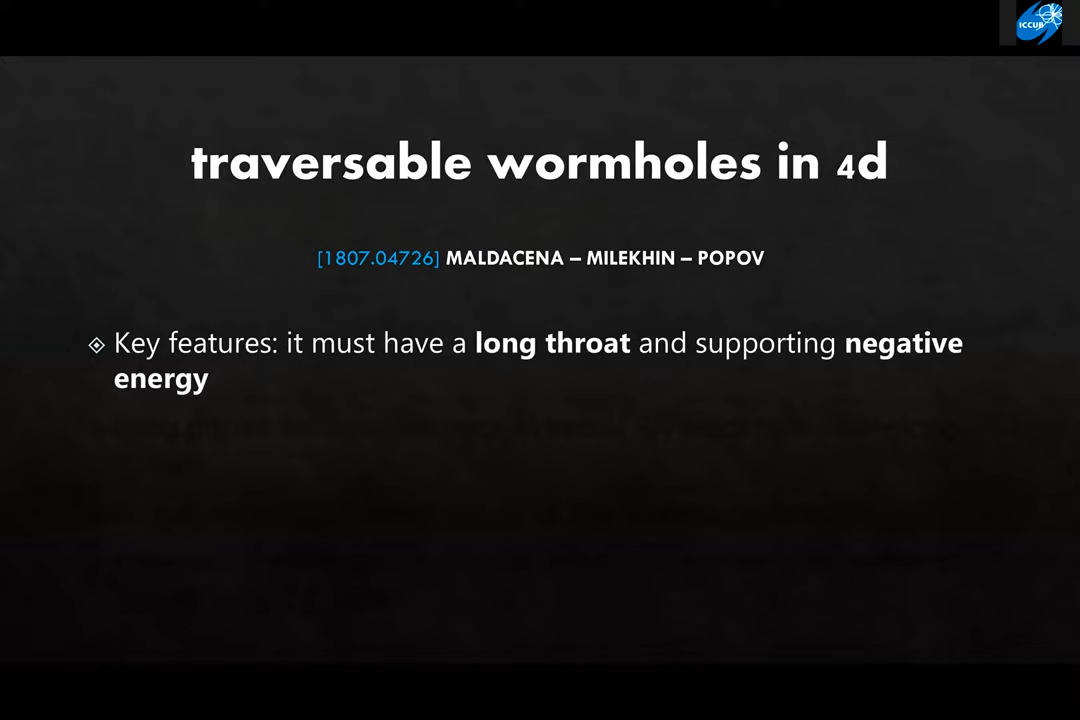 ICCUB
traversable wormholes in 4d
[1807.04726] MALDACENA – MILEKHIN – POPOV
Key features: it must have a long throat and supporting negative
energy